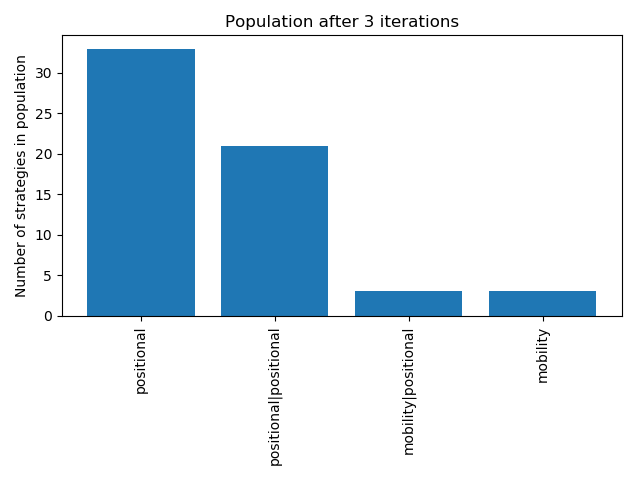 Population after 3 iterations
Number of strategies in population
30
25
20
15
10
5
0
positional
positional|positional
mobility|positional
mobility